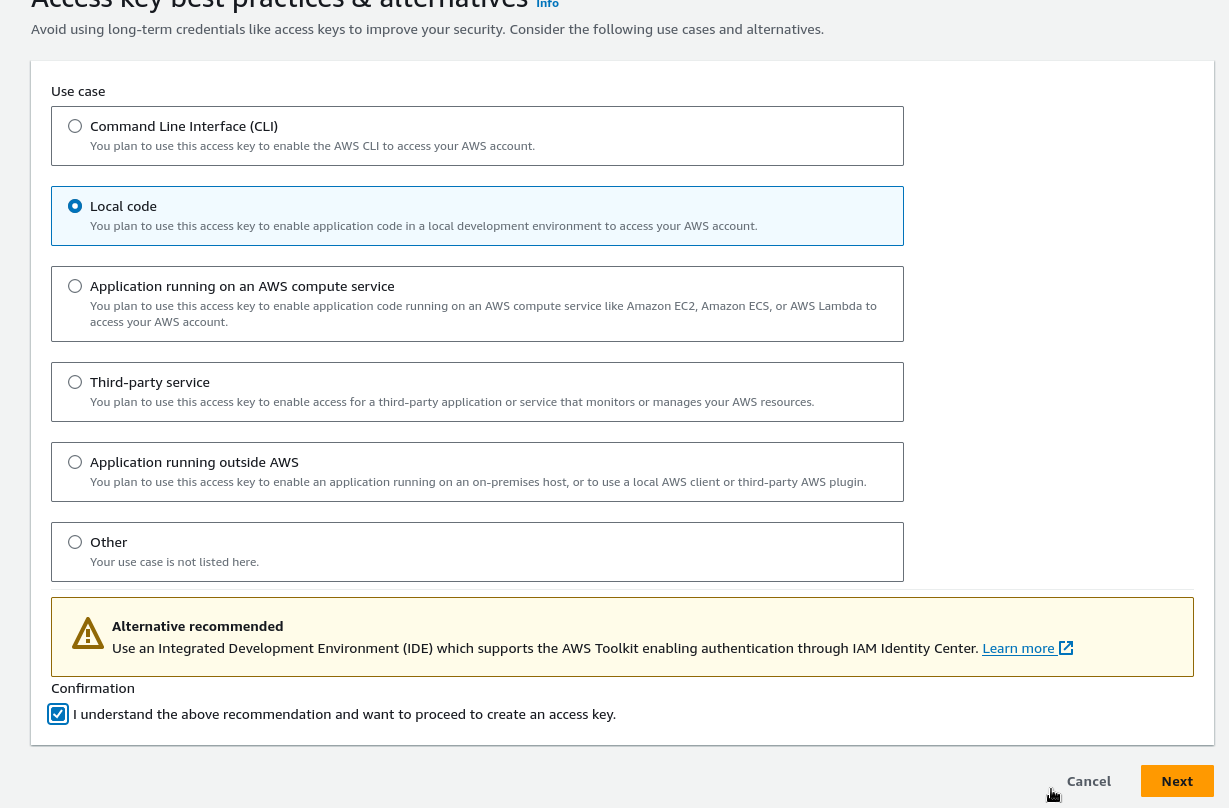 Access key best practices & alternatives Info
Avoid using long-term credentials like access keys to improve your security. Consider the following use cases and alternatives.
Use case
Command Line Interface (CLI)
You plan to use this access key to enable the AWS CLI to access your AWS account.
Local code
You plan to use this access key to enable application code in a local development environment to access your AWS account.
Application running on an AWS compute service
You plan to use this access key to enable application code running on an AWS compute service like Amazon EC2, Amazon ECS, or AWS Lambda to
access your AWS account.
Third-party service
You plan to use this access key to enable access for a third-party application or service that monitors or manages your AWS resources.
Application running outside AWS
You plan to use this access key to enable an application running on an on-premises host, or to use a local AWS client or third-party AWS plugin.
Other
Your use case is not listed here.
Alternative recommended
Use an Integrated Development Environment (IDE) which supports the AWS Toolkit enabling authentication through IAM Identity Center. Learn more
Confirmation
I understand the above recommendation and want to proceed to create an access key.
Cancel Next